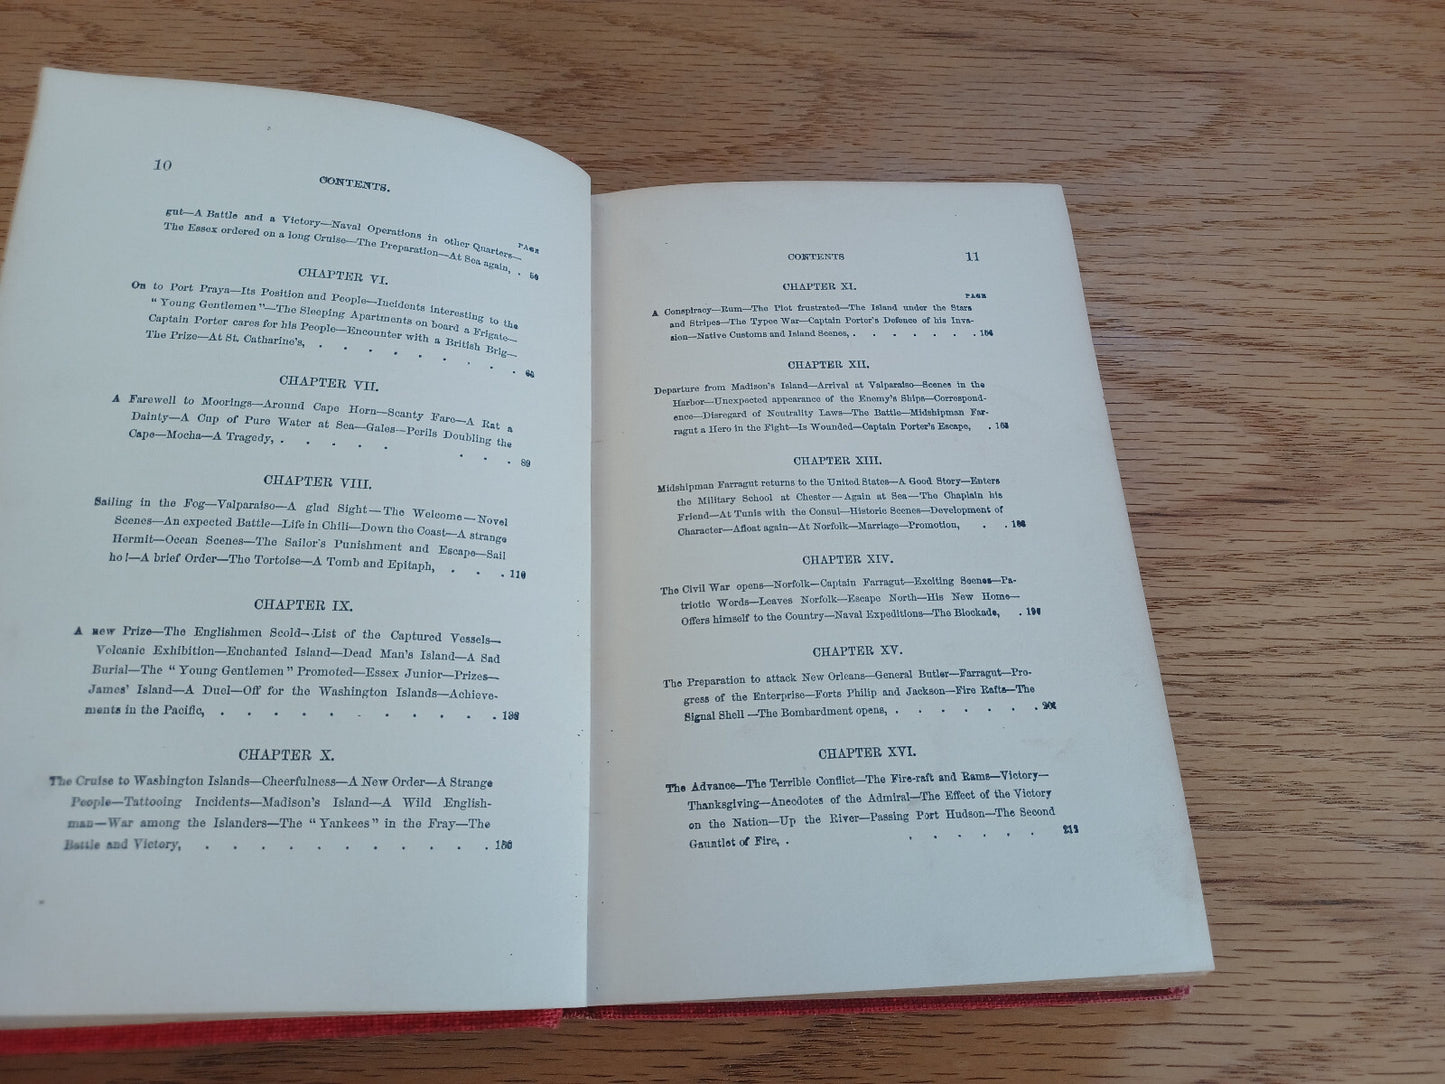 10
CONTENTS.
PAGE
gut—A Battle and a Victory—Naval Operations in other Quarters—
The Essex ordered on a long Cruise—The Preparation—At Sea again, .
CHAPTER VI.
On to Port Praya—Its Position and People—Incidents interesting to the
“Young Gentlemen”—The Sleeping Apartments on board a Frigate—
Captain Porter cares for his People—Encounter with a British Brig—
The Prize—At St. Catharine's, . . . . . . . .
CHAPTER VII.
A Farewell to Moorings—Around Cape Horn—Scanty Fare—A Rat a
Dainty—A Cup of Pure Water at Sea—Gales—Perils Doubling the
Cape—Mocha—A Tragedy, . . . . . . . 89
CHAPTER VIII.
Sailing in the Fog—Valparaiso—A glad Sight—The Welcome—Novel
Scenes—An expected Battle—Life in Chili—Down the Coast—A strange
Hermit—Ocean Scenes—The Sailor's Punishment and Escape—Sail
ho!—A brief Order—The Tortoise—A Tomb and Epitaph, . . . 110
CHAPTER IX.
A new Prize—The Englishmen Scold—List of the Captured Vessels—
Volcanic Exhibition—Enchanted Island—Dead Man's Island—A Sad
Burial—The “Young Gentlemen” Promoted—Essex Junior—Prizes—
James' Island—A Duel—Off for the Washington Islands—Achieve-
ments in the Pacific, . . . . . . . . . . .
CHAPTER X.
The Cruise to Washington Islands—Cheerfulness—A New Order—A Strange
People—Tattooing Incidents—Madison's Island—A Wild English-
man—War among the Islanders—The “Yankees” in the Fray—The
Battle and Victory, . . . . . . . . . . .
CONTENTS
11
CHAPTER XI.
PAGE
A Conspiracy—Rum—The Plot frustrated—The Island under the Stars
and Stripes—The Typee War—Captain Porter's Defence of his Inva-
sion—Native Customs and Island Scenes, . . . . . . .
CHAPTER XII.
Departure from Madison's Island—Arrival at Valparaiso—Scenes in the
Harbor—Unexpected appearance of the Enemy's Ships—Correspond-
ence—Disregard of Neutrality Laws—The Battle—Midshipman Far-
ragut a Hero in the Fight—Is Wounded—Captain Porter's Escape, .
CHAPTER XIII.
Midshipman Farragut returns to the United States—A Good Story—Enters
the Military School at Chester—Again at Sea—The Chaplain his
Friend—At Tunis with the Consul—Historic Scenes—Development of
Character—Afloat again—At Norfolk—Marriage—Promotion, . .
CHAPTER XIV.
The Civil War opens—Norfolk—Captain Farragut—Exciting Scenes—Pa-
triotic Words—Leaves Norfolk—Escape North—His New Home—
Offers himself to the Country—Naval Expeditions—The Blockade, .
CHAPTER XV.
The Preparation to attack New Orleans—General Butler—Farragut—Pro-
gress of the Enterprise—Forts Philip and Jackson—Fire Rafts—The
Signal Shell—The Bombardment opens, . . . . . . .
CHAPTER XVI.
The Advance—The Terrible Conflict—The Fire-raft and Rams—Victory—
Thanksgiving—Anecdotes of the Admiral—The Effect of the Victory
on the Nation—Up the River—Passing Port Hudson—The Second
Gauntlet of Fire, . . . . . . .